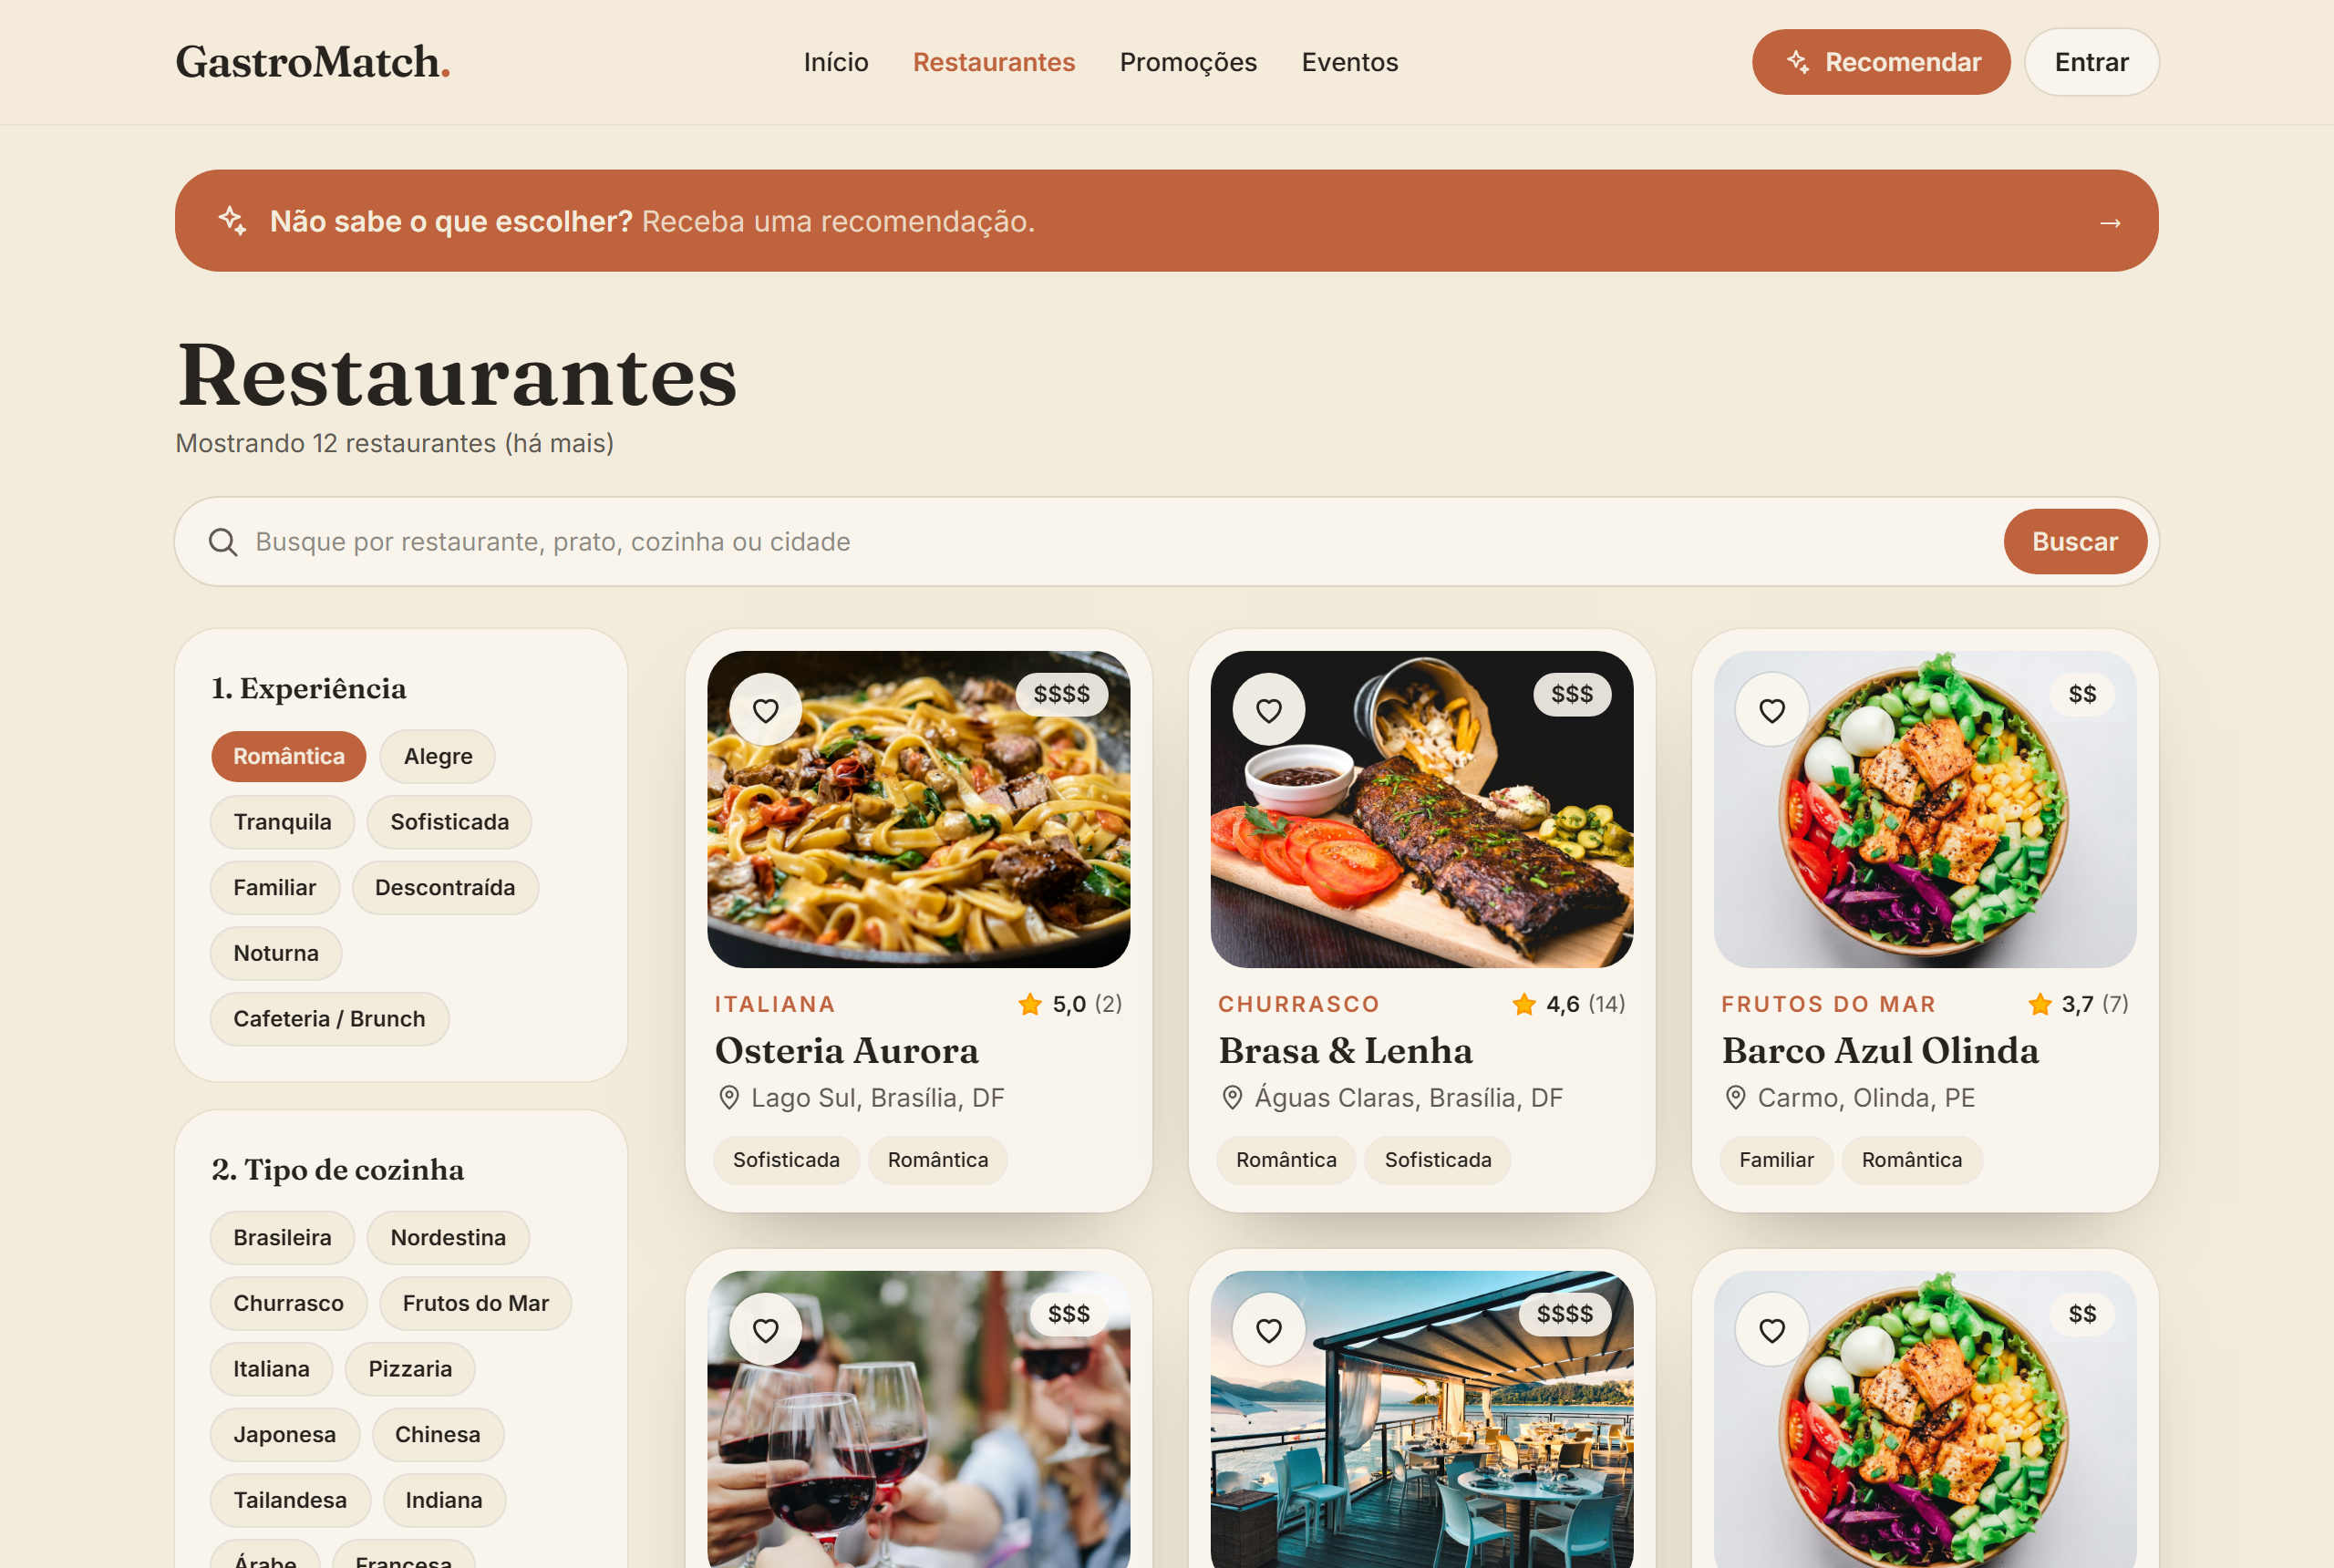 GastroMatch.
Início Restaurantes Promoções Eventos
Recomendar Entrar
Não sabe o que escolher? Receba uma recomendação. →
Restaurantes
Mostrando 12 restaurantes (há mais)
Busque por restaurante, prato, cozinha ou cidade
Buscar
1. Experiência
Romântica Alegre
Tranquila Sofisticada
Familiar Descontraída
Noturna
Cafeteria / Brunch
2. Tipo de cozinha
Brasileira Nordestina
Churrasco Frutos do Mar
Italiana Pizzaria
Japonesa Chinesa
Tailandesa Indiana
Árabe Francesa
$$$$
ITALIANA 5,0 (2)
Osteria Aurora
Lago Sul, Brasília, DF
Sofisticada Romântica
$$$
CHURRASCO 4,6 (14)
Brasa & Lenha
Águas Claras, Brasília, DF
Romântica Sofisticada
$$
FRUTOS DO MAR 3,7 (7)
Barco Azul Olinda
Carmo, Olinda, PE
Familiar Romântica
$$$
$$$$
$$